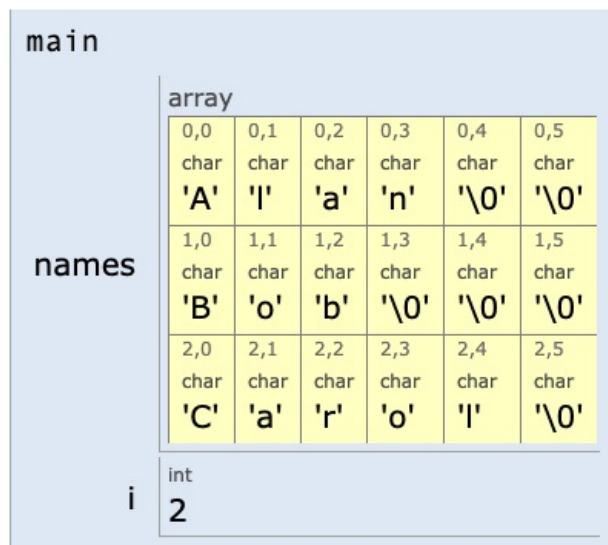 main
array
0,0 0,1 0,2 0,3 0,4 0,5
char char char char char char
'A' 'l' 'a' 'n' '\0' '\0'
1,0 1,1 1,2 1,3 1,4 1,5
names
char char char char char char
'B' 'o' 'b' '\0' '\0' '\0'
2,0 2,1 2,2 2,3 2,4 2,5
char char char char char char
'C' 'a' 'r' 'o' 'l' '\0'
int
i 2